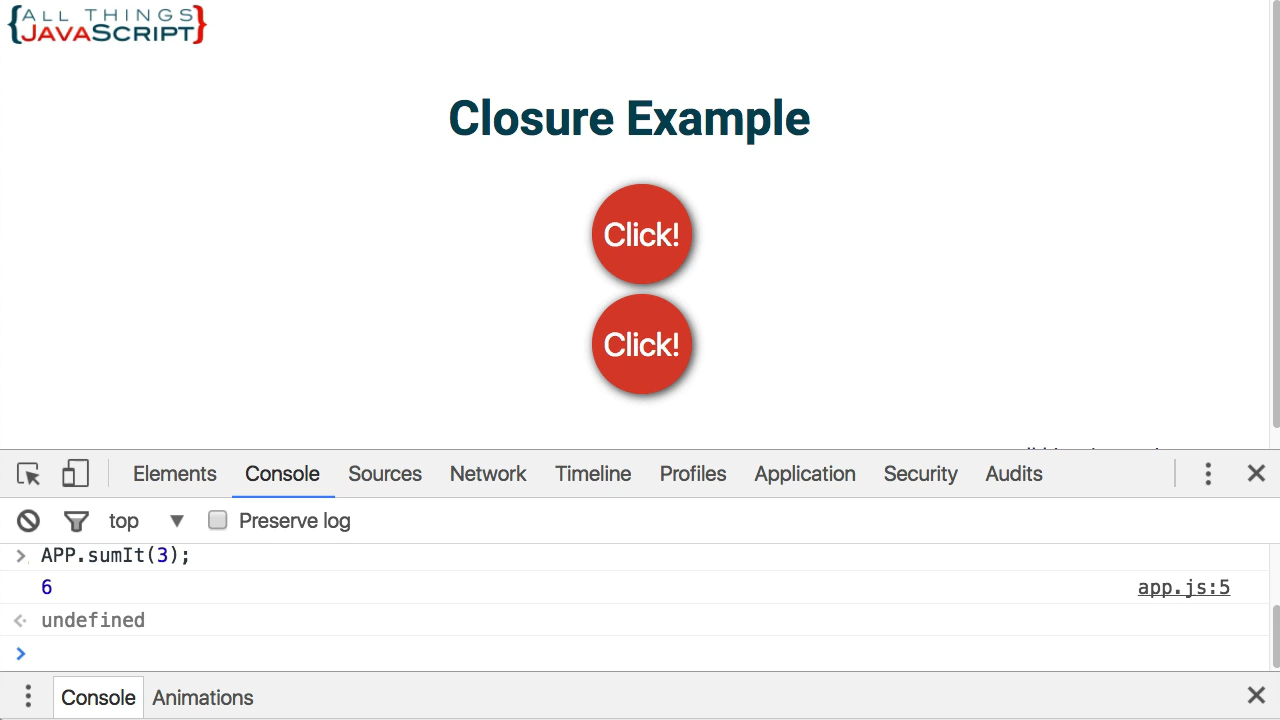 {ALL THINGS
JAVASCRIPT}
Closure Example
Click!
Click!
Elements Console Sources Network Timeline Profiles Application Security Audits
top Preserve log
> APP.sumIt(3);
6 app.js:5
undefined
>
Console Animations